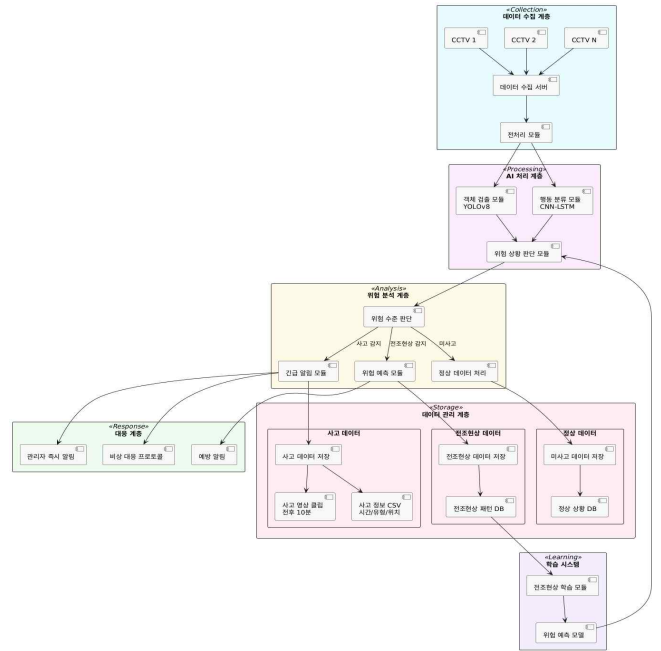 «Collection»
데이터 수집 계층
CCTV 1
CCTV 2
CCTV N
데이터 수집 서버
전처리 모듈
«Processing»
AI 처리 계층
객체 검출 모듈
YOLOv8
행동 분류 모듈
CNN-LSTM
위험 상황 판단 모듈
«Analysis»
위험 분석 계층
위험 수준 판단
사고 감지
전조현상 감지
미사고
긴급 알림 모듈
위험 예측 모듈
정상 데이터 처리
«Response»
대응 계층
관리자 즉시 알림
비상 대응 프로토콜
예방 알림
«Storage»
데이터 관리 계층
사고 데이터
사고 데이터 저장
사고 영상 클립
전후 10분
사고 정보 CSV
시간/유형/위치
전조현상 데이터
전조현상 데이터 저장
전조현상 패턴 DB
정상 데이터
미사고 데이터 저장
정상 상황 DB
«Learning»
학습 시스템
전조현상 학습 모듈
위험 예측 모델